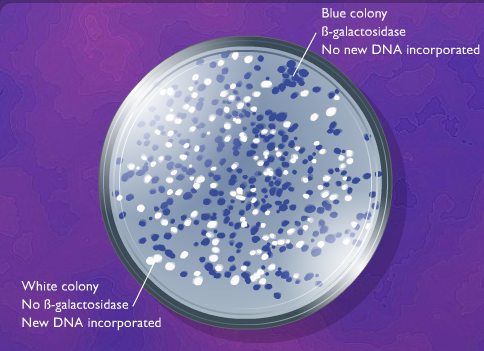 Blue colony
ß-galactosidase
No new DNA incorporated
White colony
No ß-galactosidase
New DNA incorporated